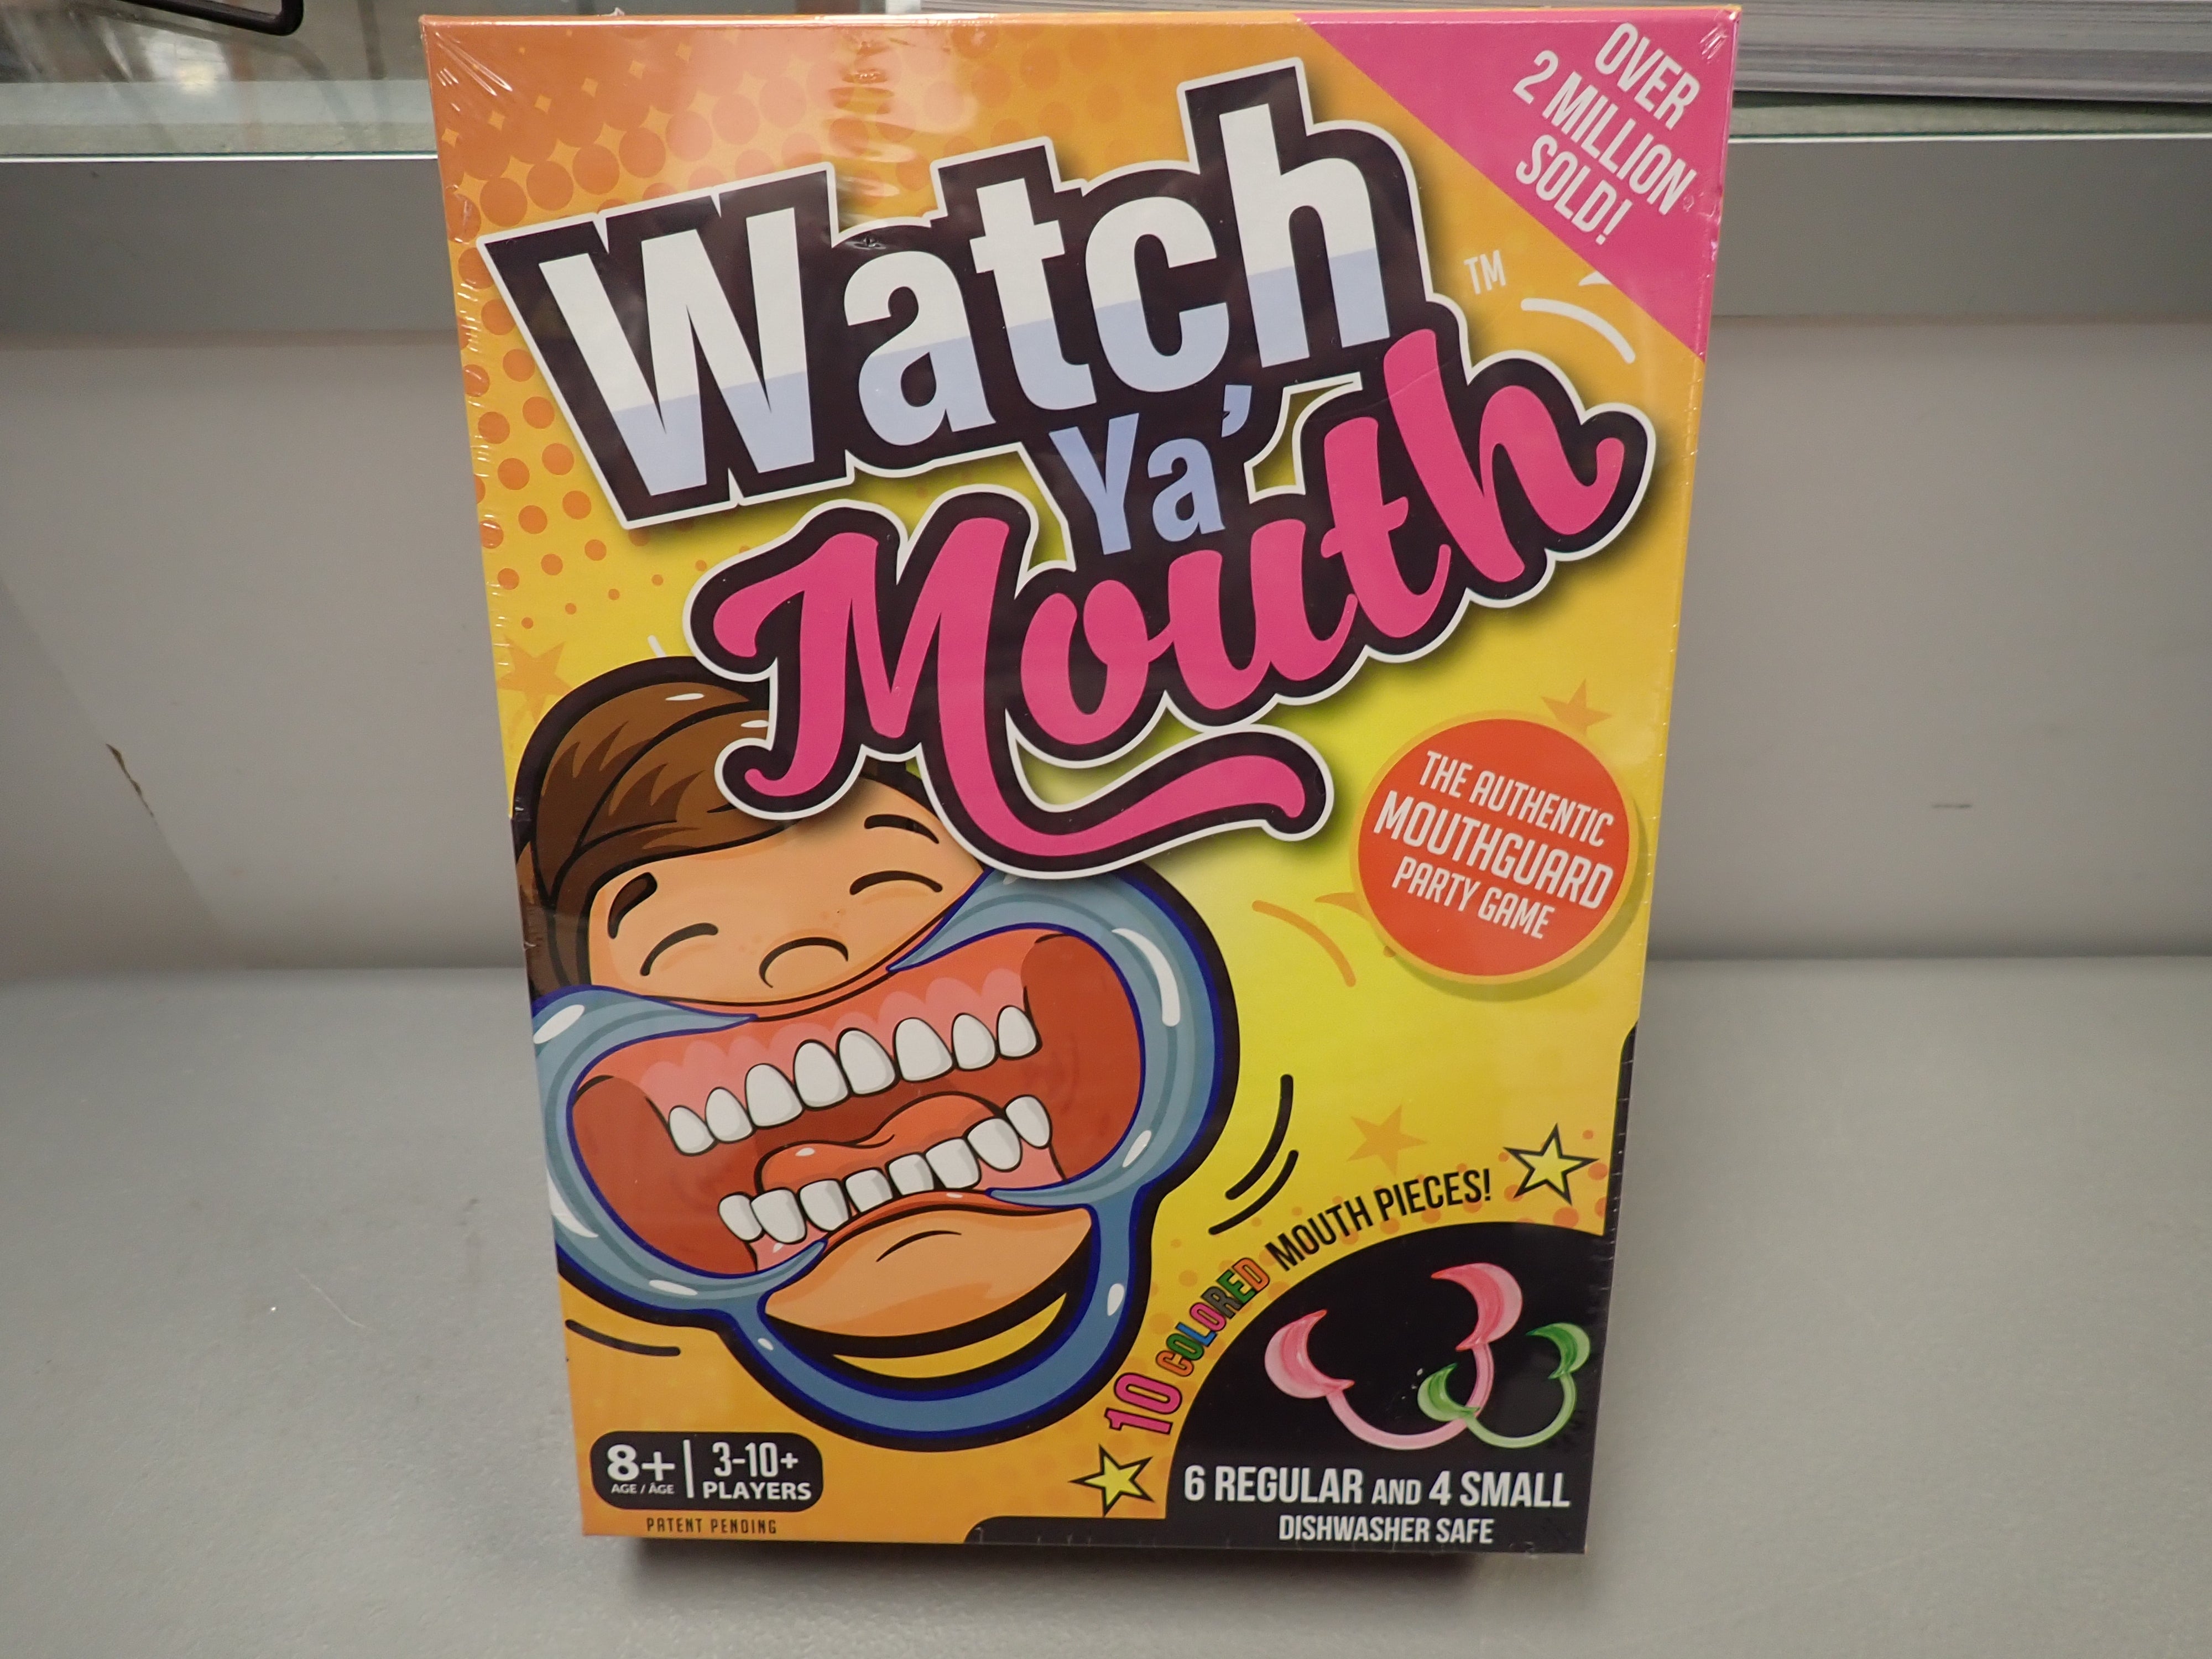 OVER
2 MILLION
SOLD!
Watch
TM
Ya'
Mouth
THE AUTHENTIC
MOUTHGUARD
PARTY GAME
10 COLORED MOUTH PIECES!
8+
AGE / ÂGE
3-10+
PLAYERS
PATENT PENDING
6 REGULAR AND 4 SMALL
DISHWASHER SAFE